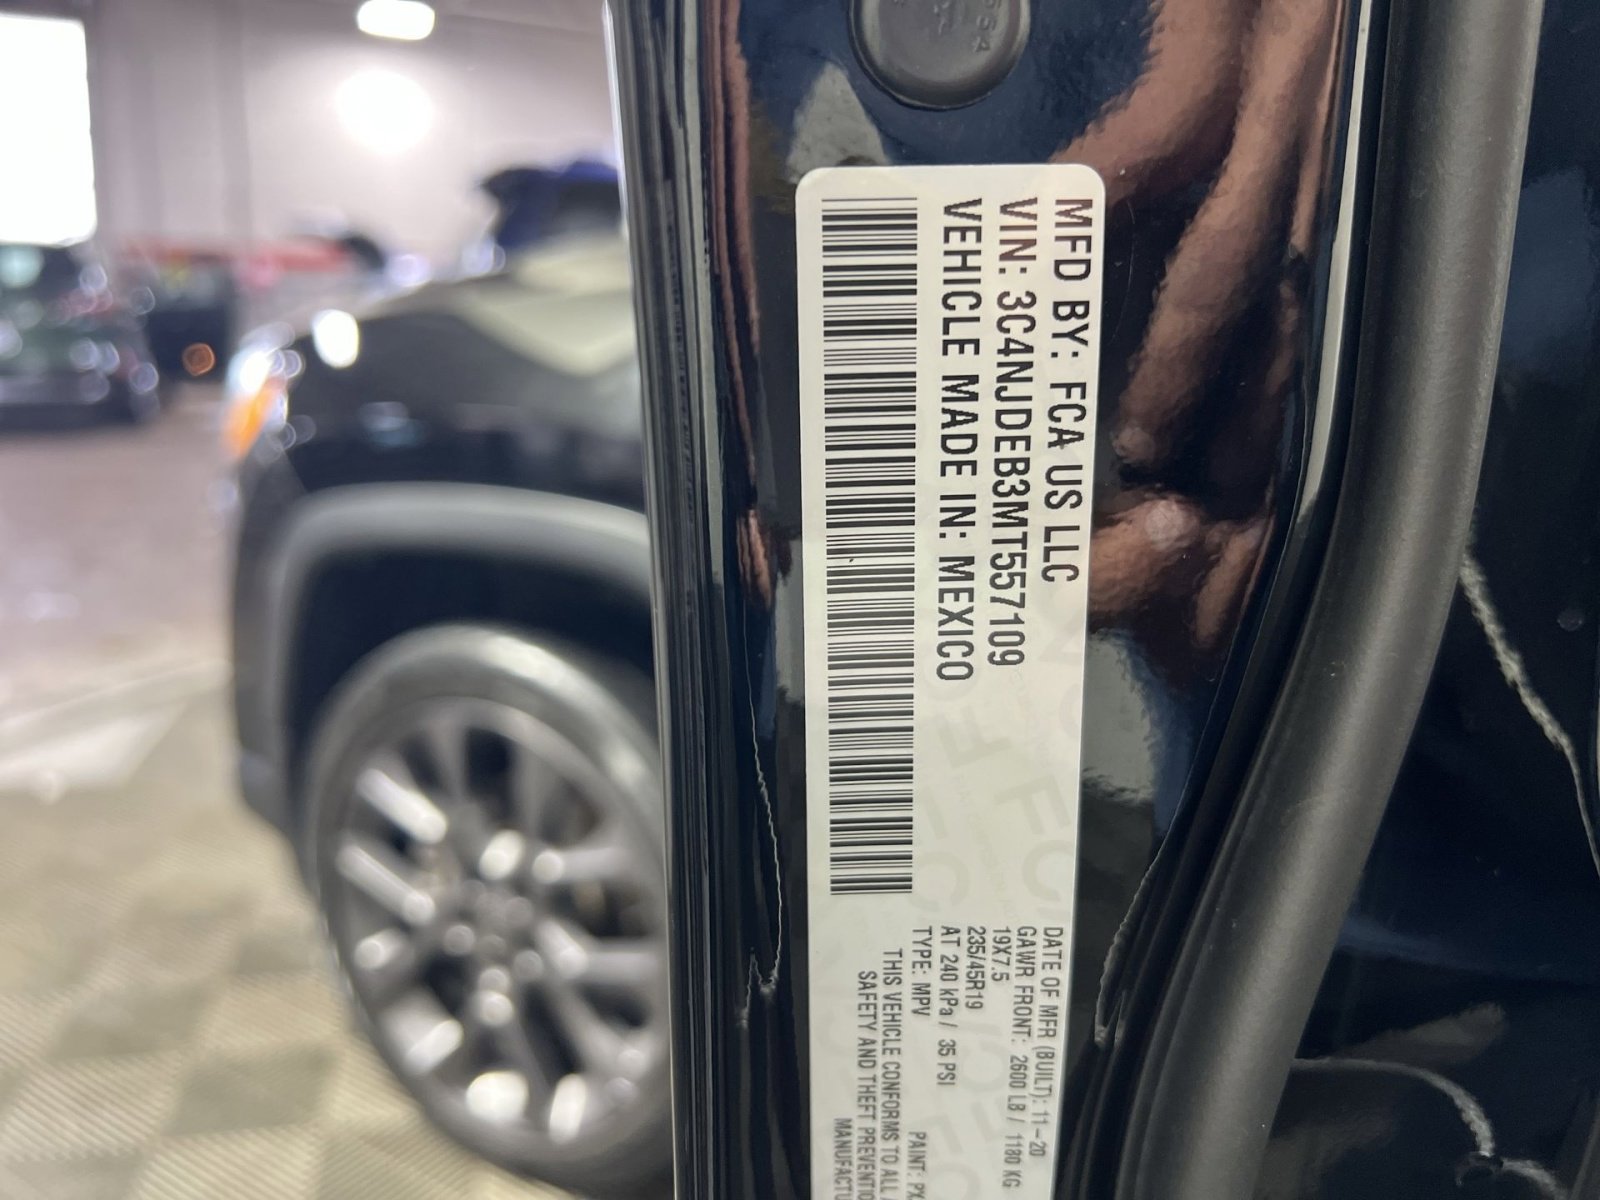 MFD BY: FCA US LLC
VIN: 3C4NJDEB3MT557109
VEHICLE MADE IN: MEXICO
DATE OF MFR (BUILT): 11-20
GAWR FRONT: 2600 LB / 1180 KG
19X7.5
235/45R19
AT 240 kPa / 35 PSI
TYPE: MPV PAINT: PX
THIS VEHICLE CONFORMS TO ALL
SAFETY AND THEFT PREVENTIO
MANUFACTU